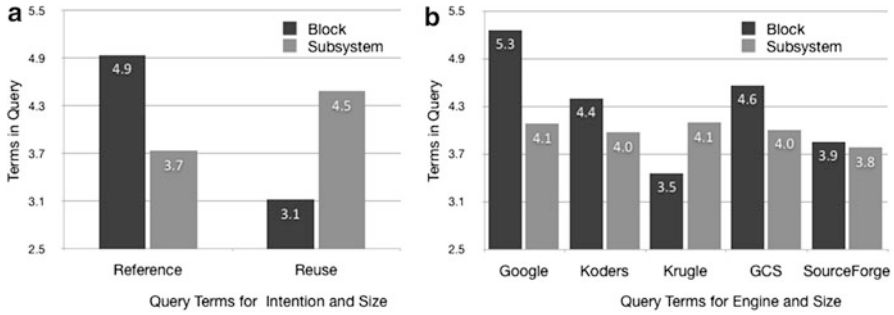 a
5.5
4.9
4.3
3.7
3.1
2.5
Terms in Query
Block
Subsystem
4.9
3.7
3.1
4.5
Reference
Reuse
Query Terms for Intention and Size
b
5.5
4.9
4.3
3.7
3.1
2.5
Terms in Query
Block
Subsystem
5.3
4.1
4.4
4.0
3.5
4.1
4.6
4.0
3.9
3.8
Google
Koders
Krugle
GCS
SourceForge
Query Terms for Engine and Size